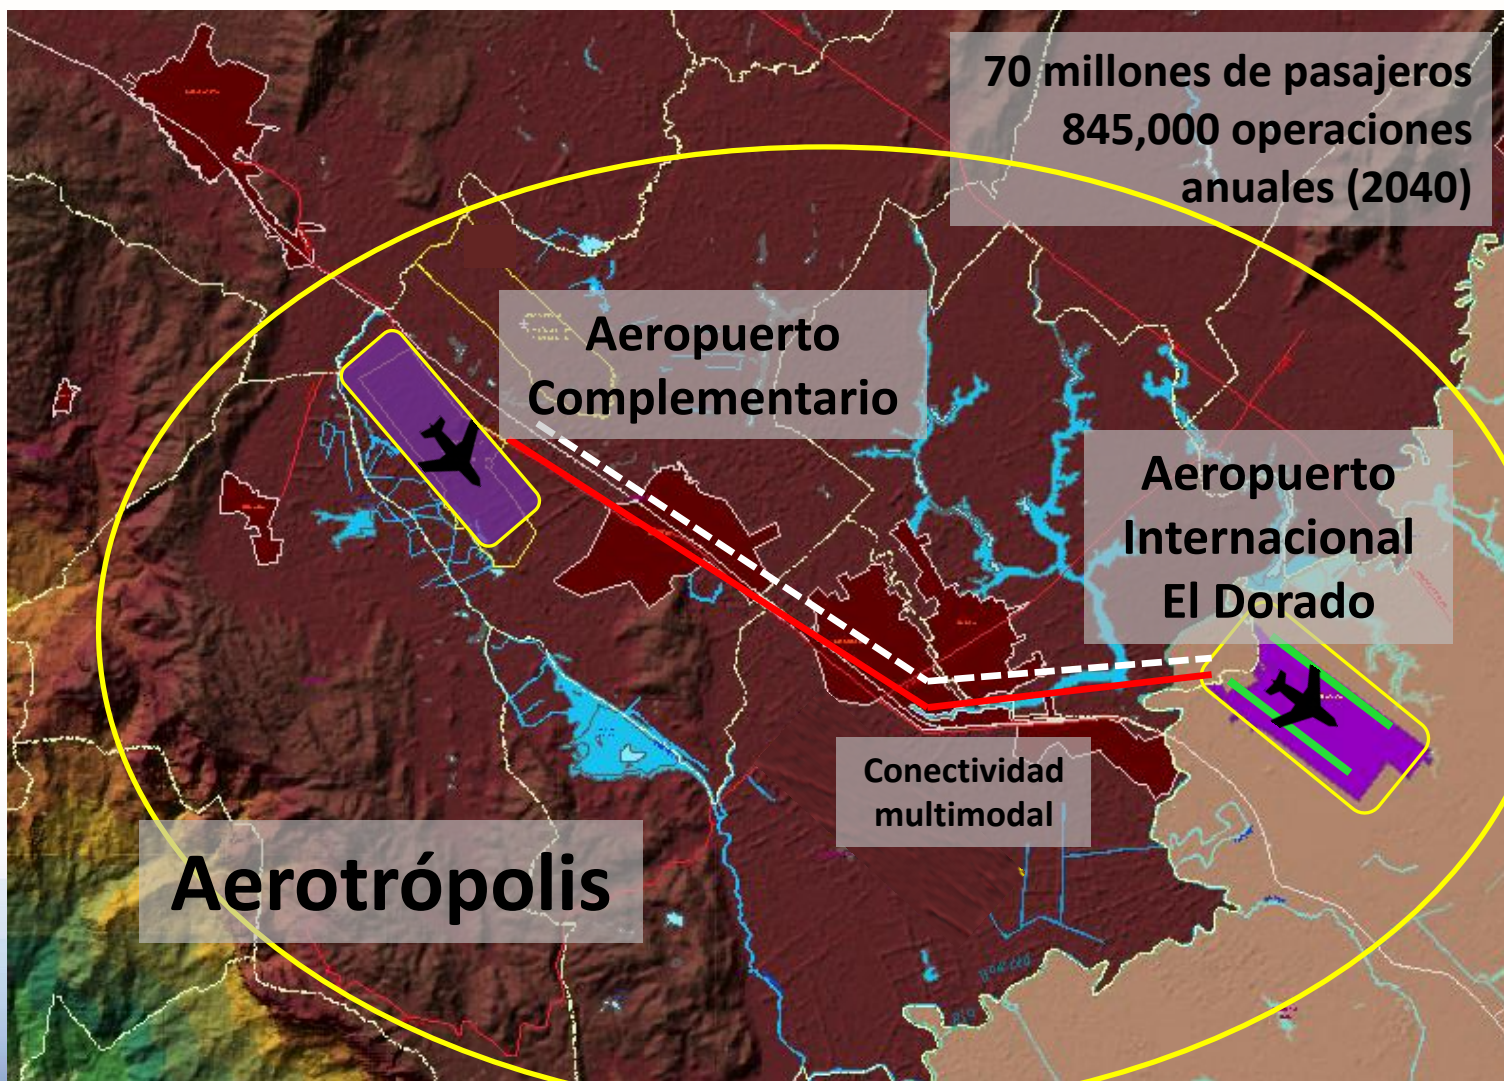 70 millones de pasajeros
845,000 operaciones
anuales (2040)
Aeropuerto
Complementario
Aeropuerto
Internacional
El Dorado
Conectividad
multimodal
Aerotrópolis